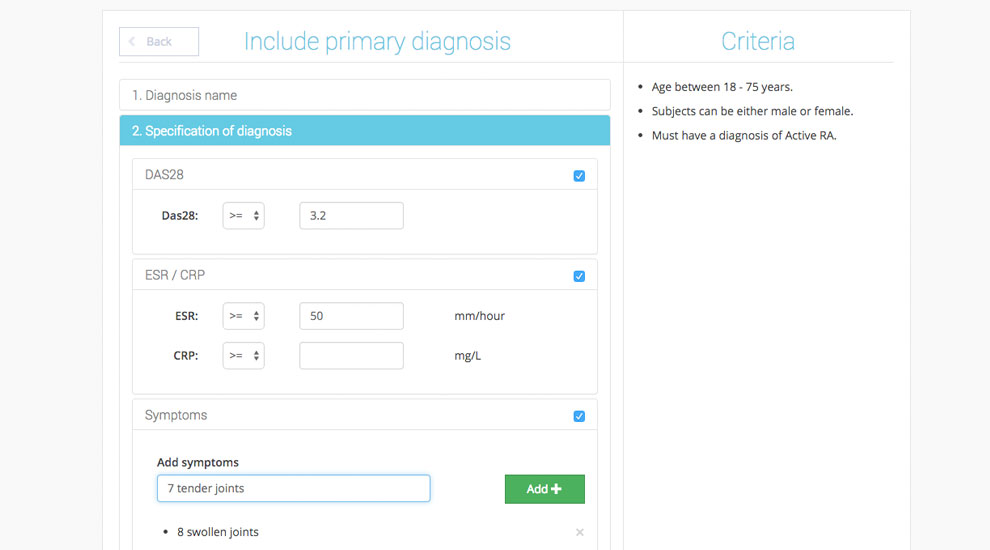 Back
Include primary diagnosis
1. Diagnosis name
2. Specification of diagnosis
DAS28
Das28: >= 3.2
ESR / CRP
ESR: >= 50 mm/hour
CRP: >= mg/L
Symptoms
Add symptoms
7 tender joints Add
8 swollen joints
Criteria
Age between 18 - 75 years.
Subjects can be either male or female.
Must have a diagnosis of Active RA.